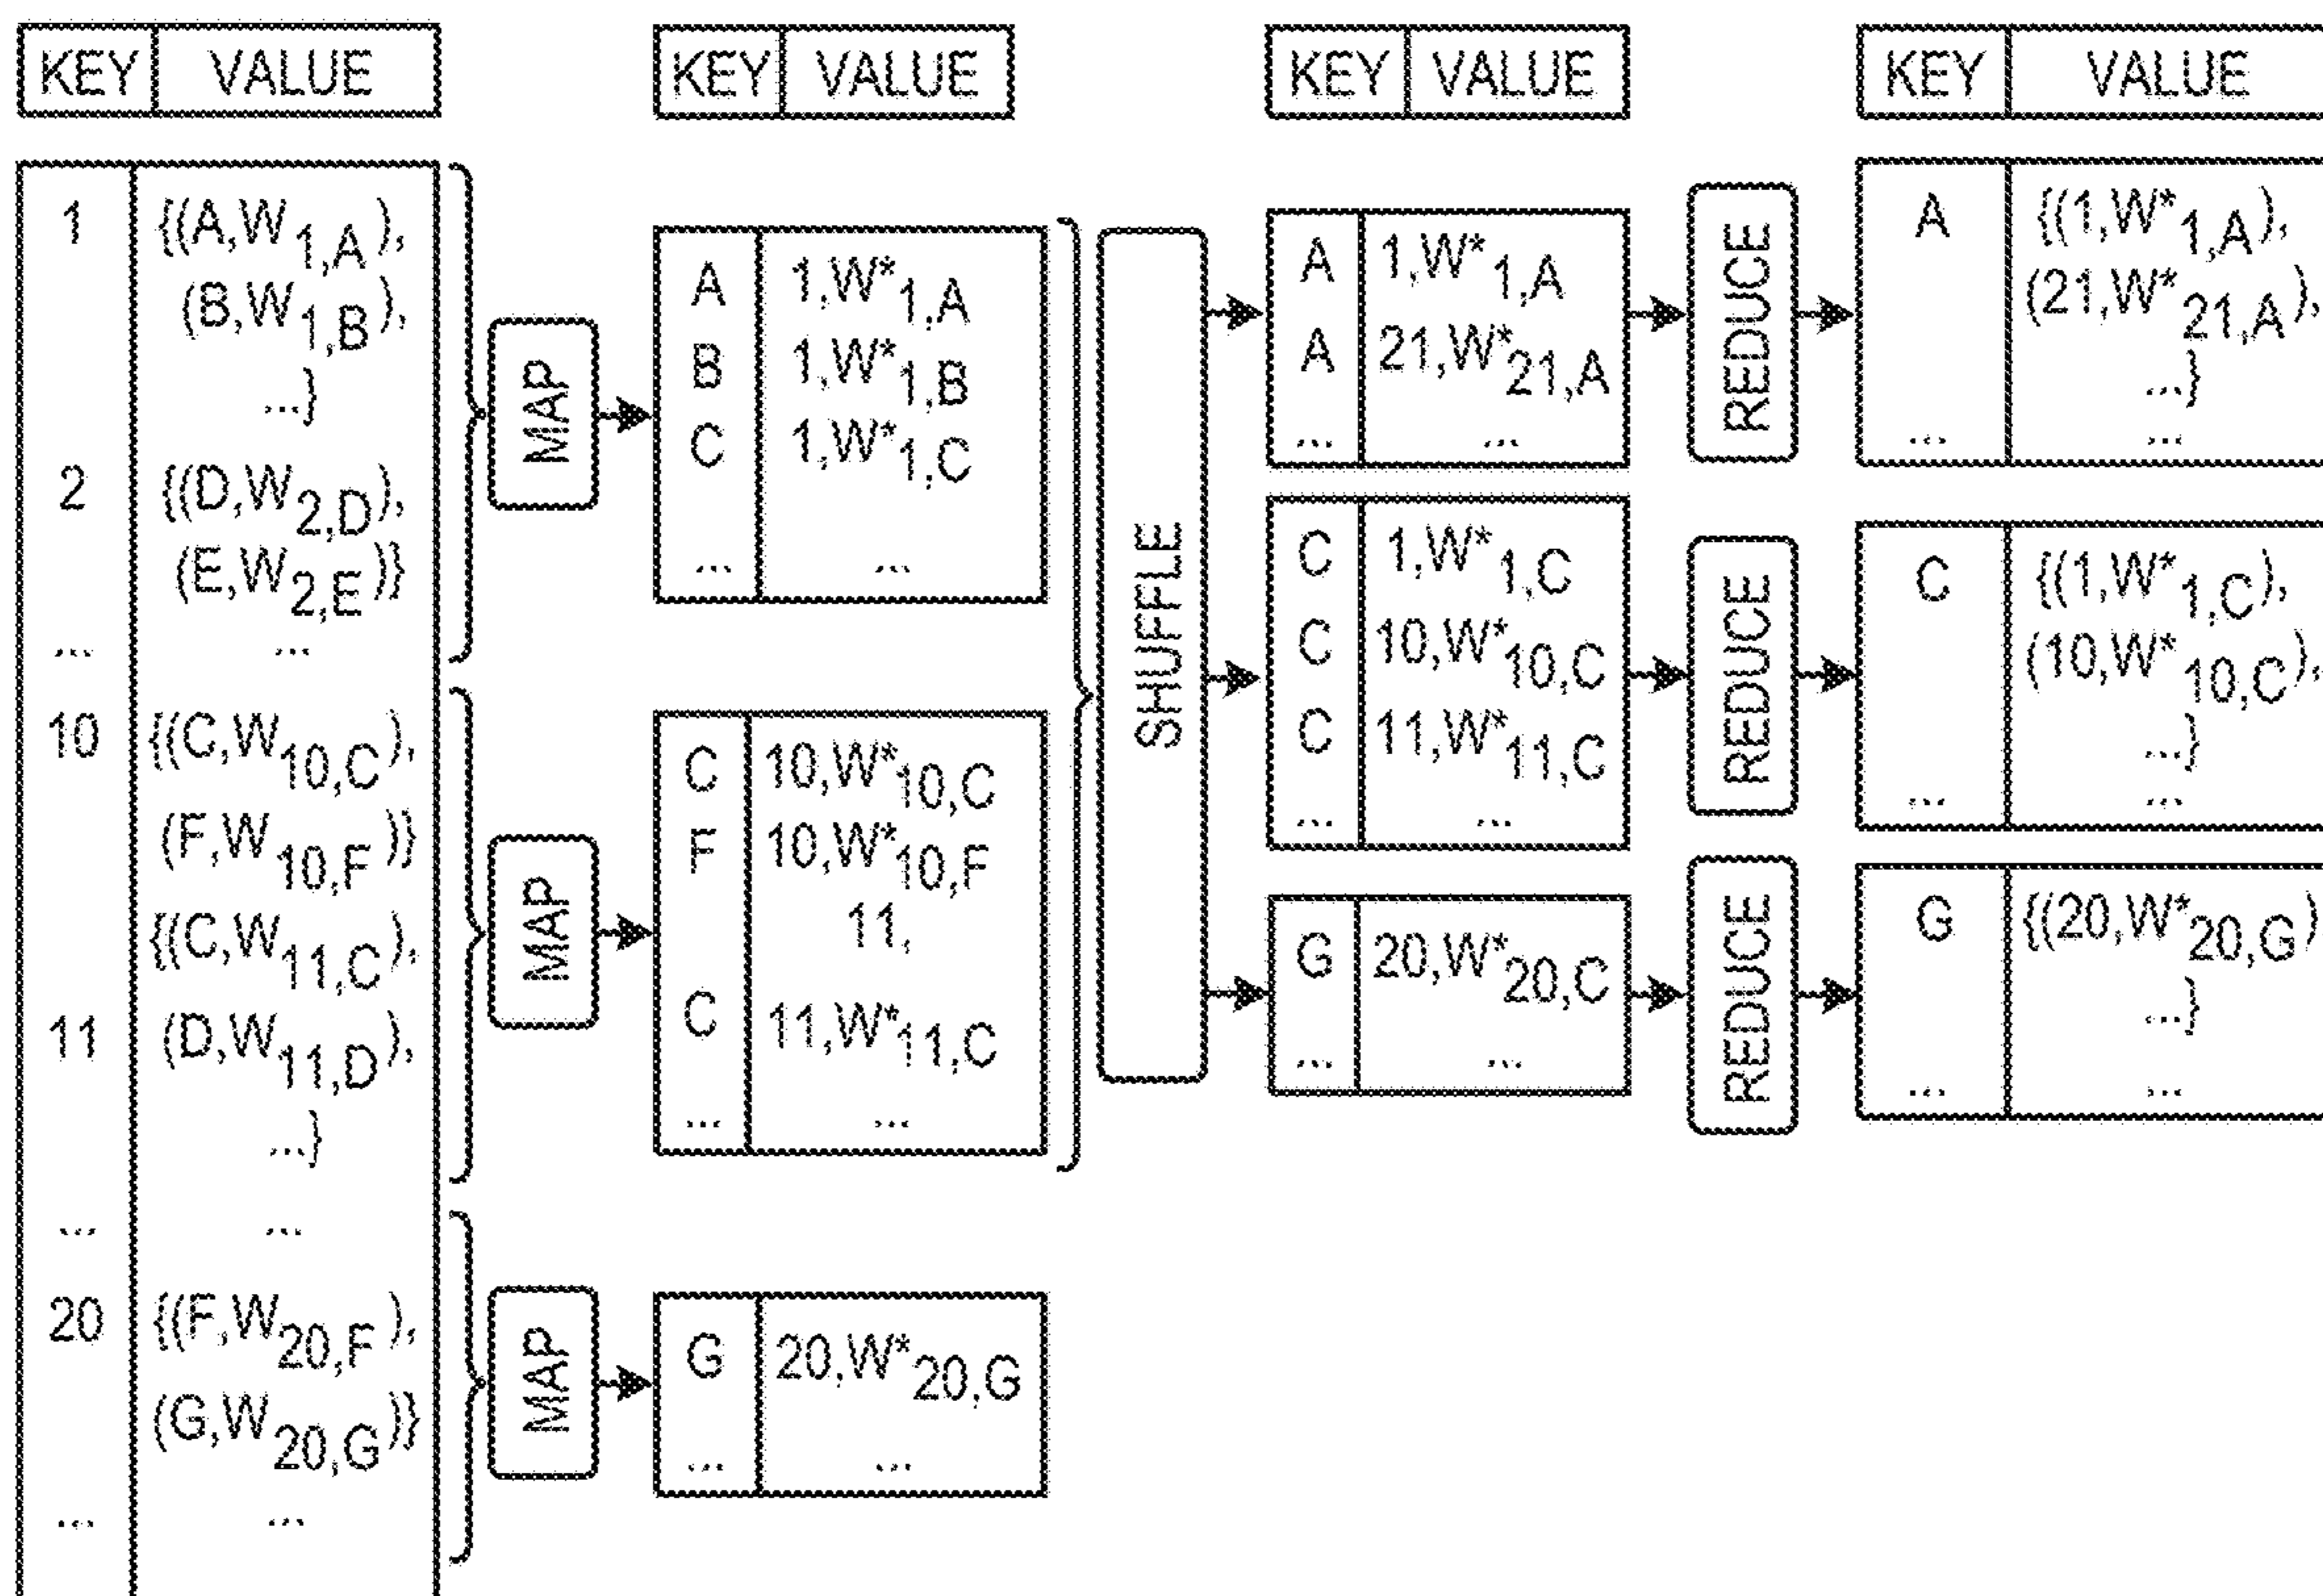 KEY VALUE
KEY VALUE
KEY VALUE
KEY VALUE
1 {(A,W1,A),
(B,W1,B),
...}
2 {(D,W2,D),
(E,W2,E)}
... ...
10 {(C,W10,C),
(F,W10,F)}
{(C,W11,C),
11 (D,W11,D),
...}
... ...
20 {(F,W20,F),
(G,W20,G)}
... ...
MAP
MAP
MAP
A 1,W*1,A
B 1,W*1,B
C 1,W*1,C
... ...
C 10,W*10,C
F 10,W*10,F
11,
C 11,W*11,C
... ...
G 20,W*20,G
... ...
SHUFFLE
A 1,W*1,A
A 21,W*21,A
... ...
C 1,W*1,C
C 10,W*10,C
C 11,W*11,C
... ...
G 20,W*20,C
... ...
REDUCE
REDUCE
REDUCE
A {(1,W*1,A),
(21,W*21,A),
...}
... ...
C {(1,W*1,C),
(10,W*10,C),
...}
... ...
G {(20,W*20,G)
...}
... ...